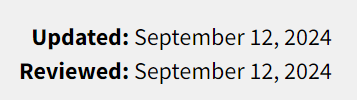 Updated: September 12, 2024
Reviewed: September 12, 2024